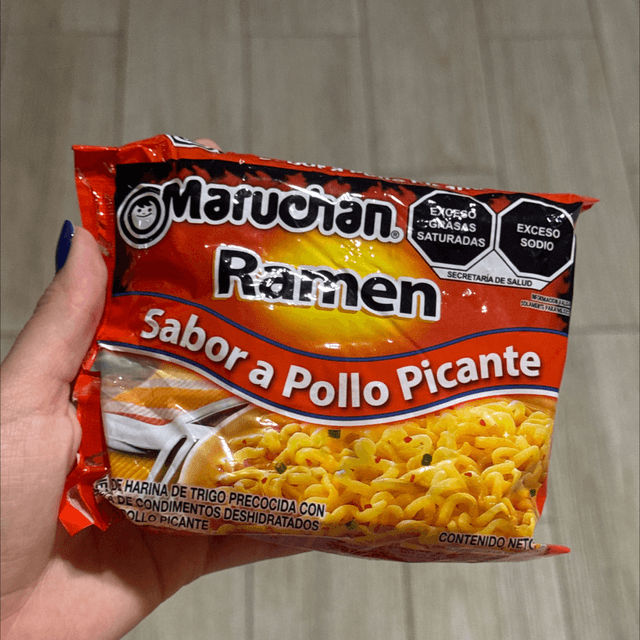 Maruchan®
EXCESO
GRASAS
SATURADAS
EXCESO
SODIO
SECRETARÍA DE SALUD
Ramen
Sabor a Pollo Picante
DE HARINA DE TRIGO PRECOCIDA CON
DE CONDIMENTOS DESHIDRATADOS
POLLO PICANTE
CONTENIDO NETO